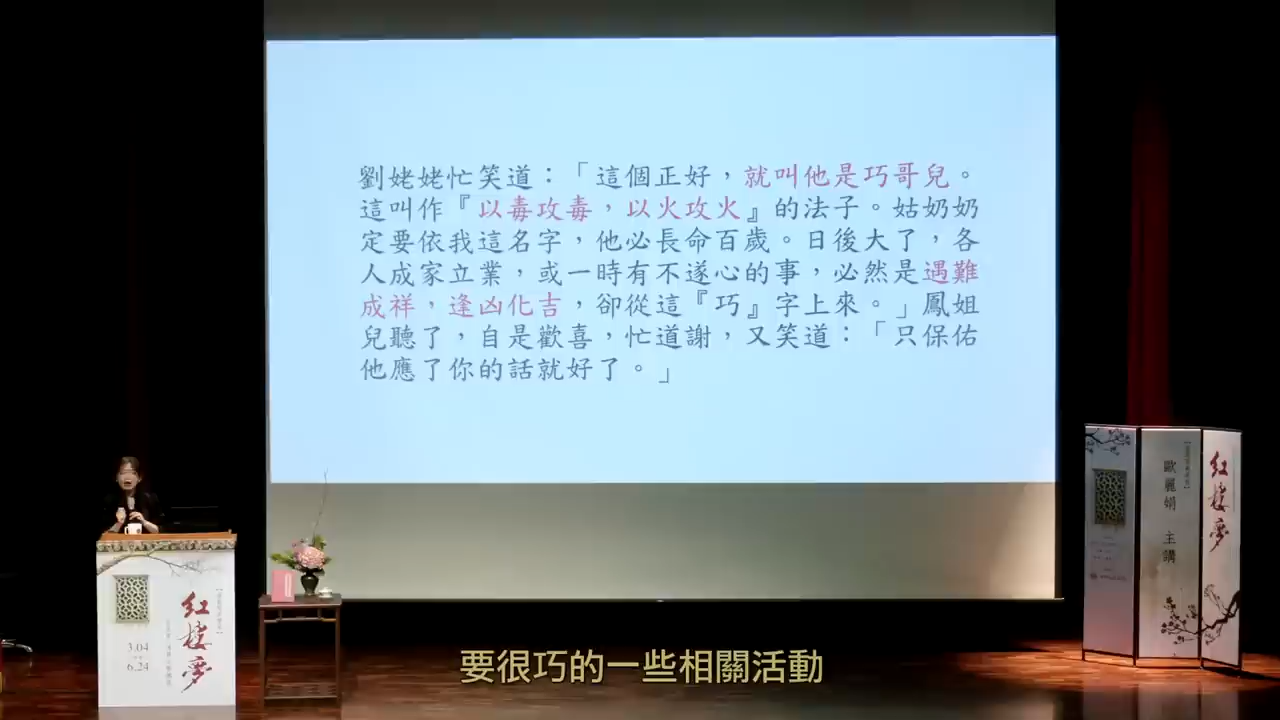 劉姥姥忙笑道：「這個正好，就叫他是巧哥兒。
這叫作『以毒攻毒，以火攻火』的法子。姑奶奶
定要依我這名字，他必長命百歲。日後大了，各
人成家立業，或一時有不遂心的事，必然是遇難
成祥，逢凶化吉，卻從這『巧』字上來。」鳳姐
兒聽了，自是歡喜，忙道謝，又笑道：「只保佑
他應了你的話就好了。」
紅樓夢
歐麗娟 主講
紅樓夢
3.04
6.24
要很巧的一些相關活動